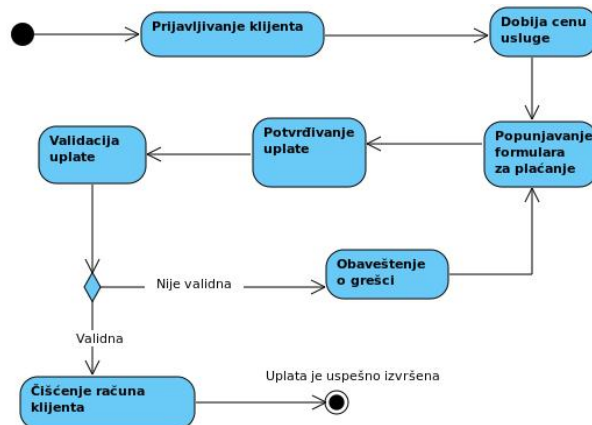 Prijavljivanje klijenta
Dobija cenu
usluge
Validacija
uplate
Potvrđivanje
uplate
Popunjavanje
formulara
za plaćanje
Nije validna
Obaveštenje
o grešci
Validna
Čišćenje računa
klijenta
Uplata je uspešno izvršena